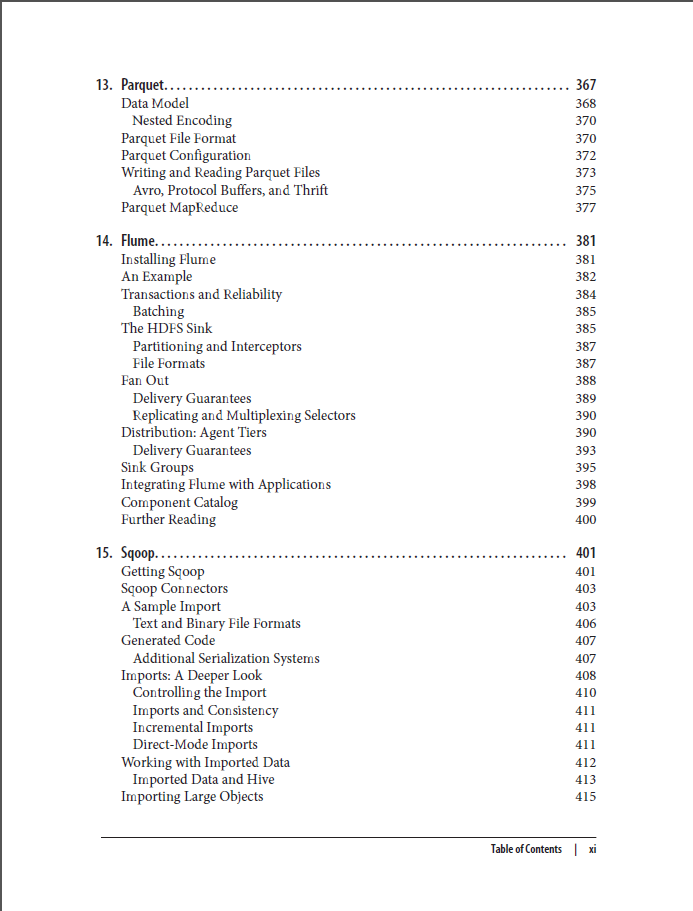 13. Parquet. . . . . . . . . . . . . . . . . . . . . . . . . . . . . . . . . . . . . . . . . . . . . . . . . . . . . . . . . . . . . . . . . . 367
Data Model 368
Nested Encoding 370
Parquet File Format 370
Parquet Configuration 372
Writing and Reading Parquet Files 373
Avro, Protocol Buffers, and Thrift 375
Parquet MapReduce 377
14. Flume. . . . . . . . . . . . . . . . . . . . . . . . . . . . . . . . . . . . . . . . . . . . . . . . . . . . . . . . . . . . . . . . . . . 381
Installing Flume 381
An Example 382
Transactions and Reliability 384
Batching 385
The HDFS Sink 385
Partitioning and Interceptors 387
File Formats 387
Fan Out 388
Delivery Guarantees 389
Replicating and Multiplexing Selectors 390
Distribution: Agent Tiers 390
Delivery Guarantees 393
Sink Groups 395
Integrating Flume with Applications 398
Component Catalog 399
Further Reading 400
15. Sqoop. . . . . . . . . . . . . . . . . . . . . . . . . . . . . . . . . . . . . . . . . . . . . . . . . . . . . . . . . . . . . . . . . . . 401
Getting Sqoop 401
Sqoop Connectors 403
A Sample Import 403
Text and Binary File Formats 406
Generated Code 407
Additional Serialization Systems 407
Imports: A Deeper Look 408
Controlling the Import 410
Imports and Consistency 411
Incremental Imports 411
Direct-Mode Imports 411
Working with Imported Data 412
Imported Data and Hive 413
Importing Large Objects 415
Table of Contents | xi